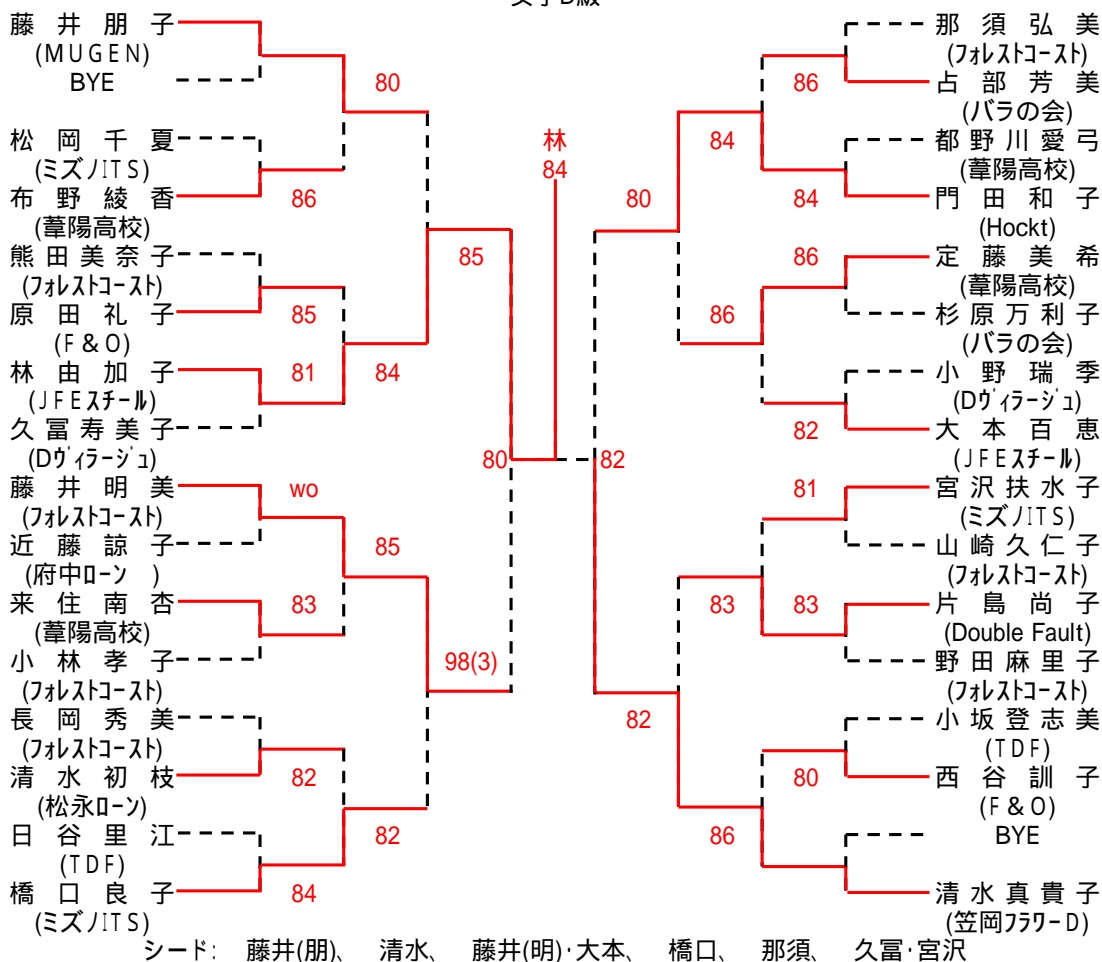 女子D級
藤井朋子
(MUGEN)
BYE
80
松岡千夏
(ミズノITS)
布野綾香
86
(葦陽高校)
熊田美奈子
85
(フォレストコースト)
原田礼子
85
(F&O)
林由加子
81
84
(JFEスチール)
久冨寿美子
(Dヴィラージュ)
80
藤井明美
wo
(フォレストコースト)
近藤諒子
85
(府中ローン )
来住南杏
83
(葦陽高校)
小林孝子
98(3)
(フォレストコースト)
長岡秀美
(フォレストコースト)
清水初枝
82
(松永ローン)
日谷里江
82
(TDF)
橋口良子
84
(ミズノITS)
林
84
那須弘美
(フォレストコースト)
86
占部芳美
(バラの会)
84
都野川愛弓
(葦陽高校)
80
84
門田和子
(Hockt)
86
定藤美希
(葦陽高校)
86
杉原万利子
(バラの会)
小野瑞季
(Dヴィラージュ)
82
大本百恵
(JFEスチール)
82
81
宮沢扶水子
(ミズノITS)
山崎久仁子
(フォレストコースト)
83
83
片島尚子
(Double Fault)
野田麻里子
(フォレストコースト)
82
小坂登志美
(TDF)
80
西谷訓子
(F&O)
86
BYE
清水真貴子
(笠岡フラワーD)
シード: 藤井(朋)、 清水、 藤井(明)・大本、 橋口、 那須、 久冨・宮沢